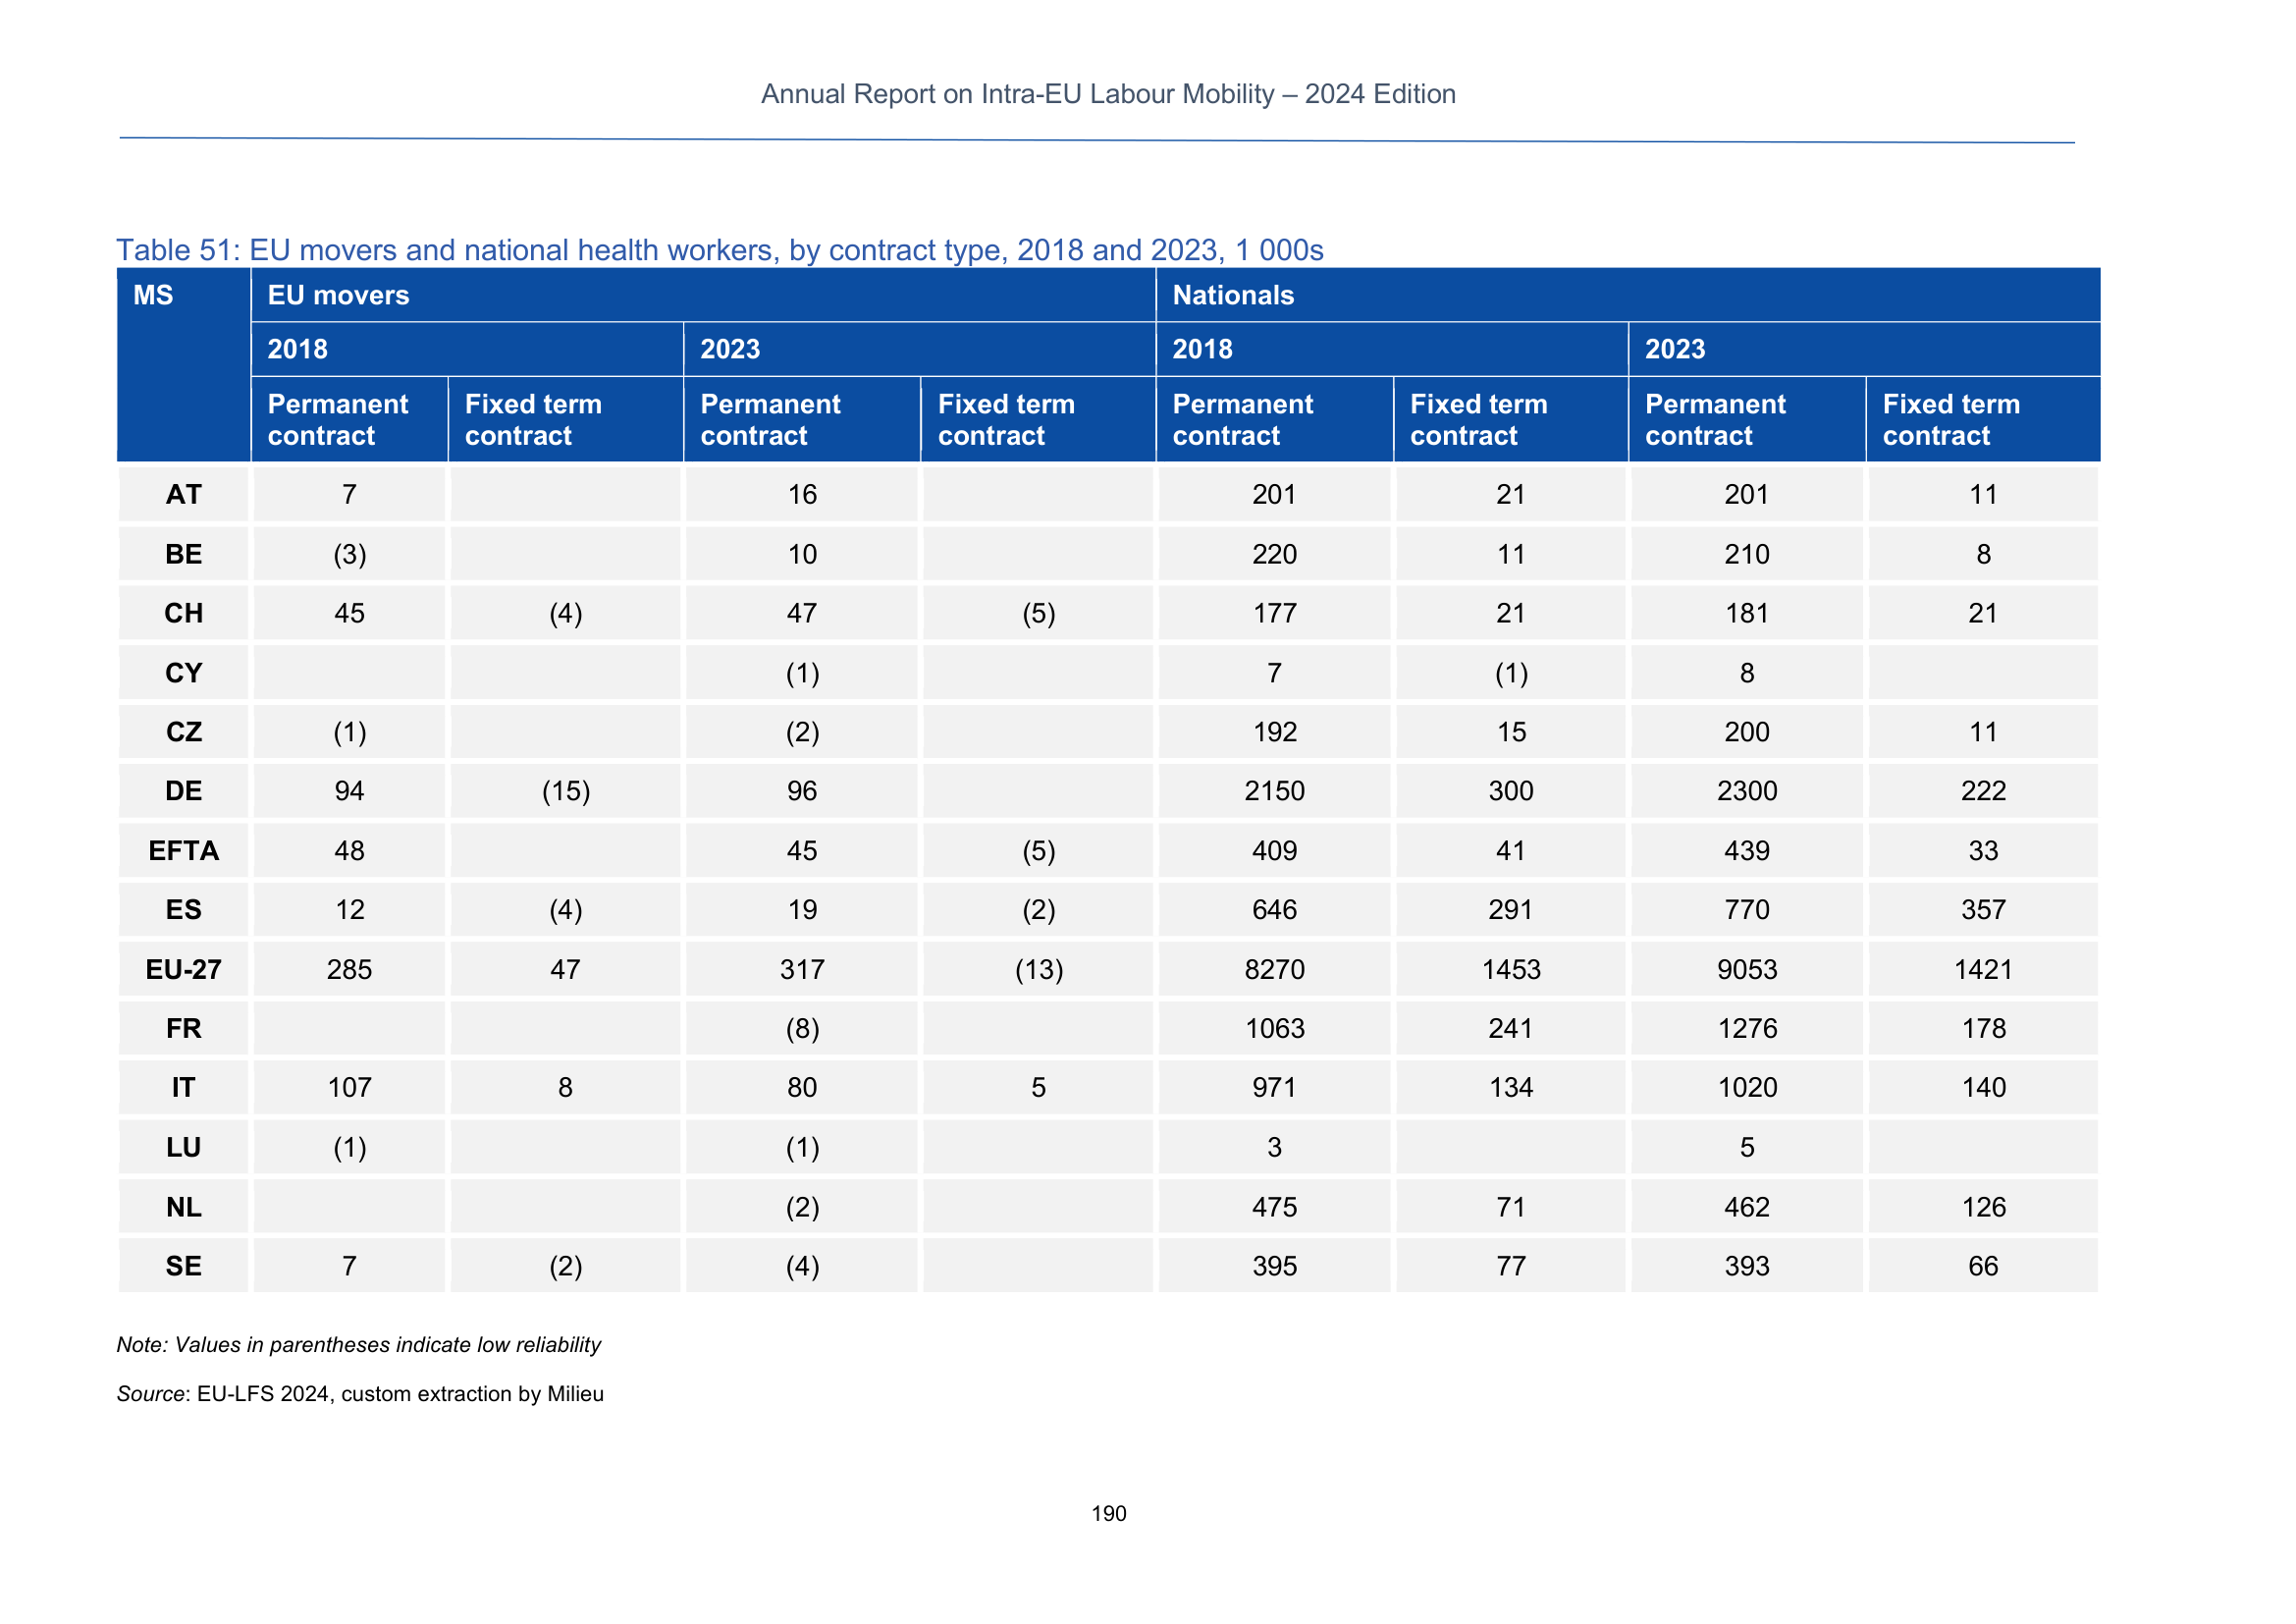 Annual Report on Intra-EU Labour Mobility – 2024 Edition
Table 51: EU movers and national health workers, by contract type, 2018 and 2023, 1 000s
MS EU movers Nationals
2018 2023 2018 2023
Permanent contract Fixed term contract Permanent contract Fixed term contract Permanent contract Fixed term contract Permanent contract Fixed term contract
AT 7 16 201 21 201 11
BE (3) 10 220 11 210 8
CH 45 (4) 47 (5) 177 21 181 21
CY (1) 7 (1) 8
CZ (1) (2) 192 15 200 11
DE 94 (15) 96 2150 300 2300 222
EFTA 48 45 (5) 409 41 439 33
ES 12 (4) 19 (2) 646 291 770 357
EU-27 285 47 317 (13) 8270 1453 9053 1421
FR (8) 1063 241 1276 178
IT 107 8 80 5 971 134 1020 140
LU (1) (1) 3 5
NL (2) 475 71 462 126
SE 7 (2) (4) 395 77 393 66
Note: Values in parentheses indicate low reliability
Source: EU-LFS 2024, custom extraction by Milieu
190